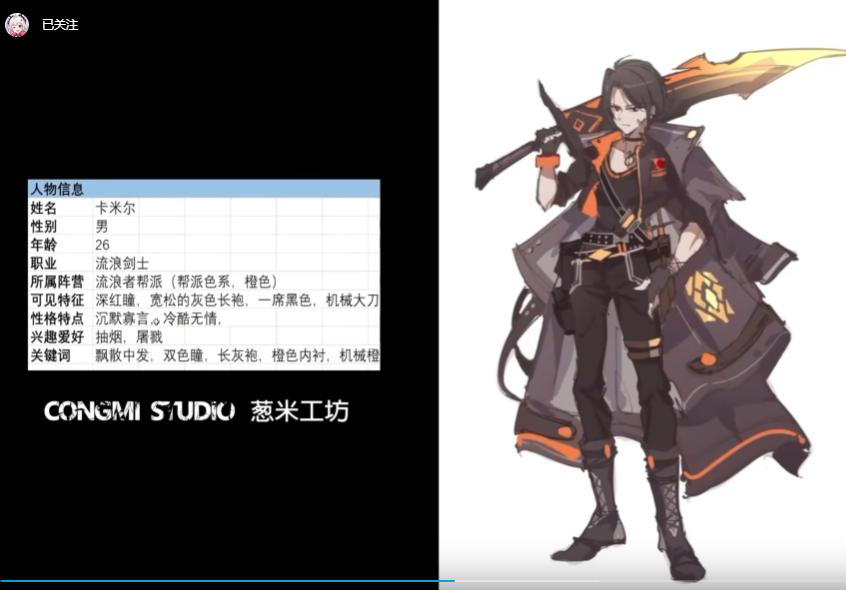 已关注
人物信息
姓名 卡米尔
性别 男
年龄 26
职业 流浪剑士
所属阵营 流浪者帮派（帮派色系，橙色）
可见特征 深红瞳，宽松的灰色长袍，一席黑色，机械大刀
性格特点 沉默寡言。冷酷无情，
兴趣爱好 抽烟，屠戮
关键词 飘散中发，双色瞳，长灰袍，橙色内衬，机械橙
CONGMI STUDIO 葱米工坊